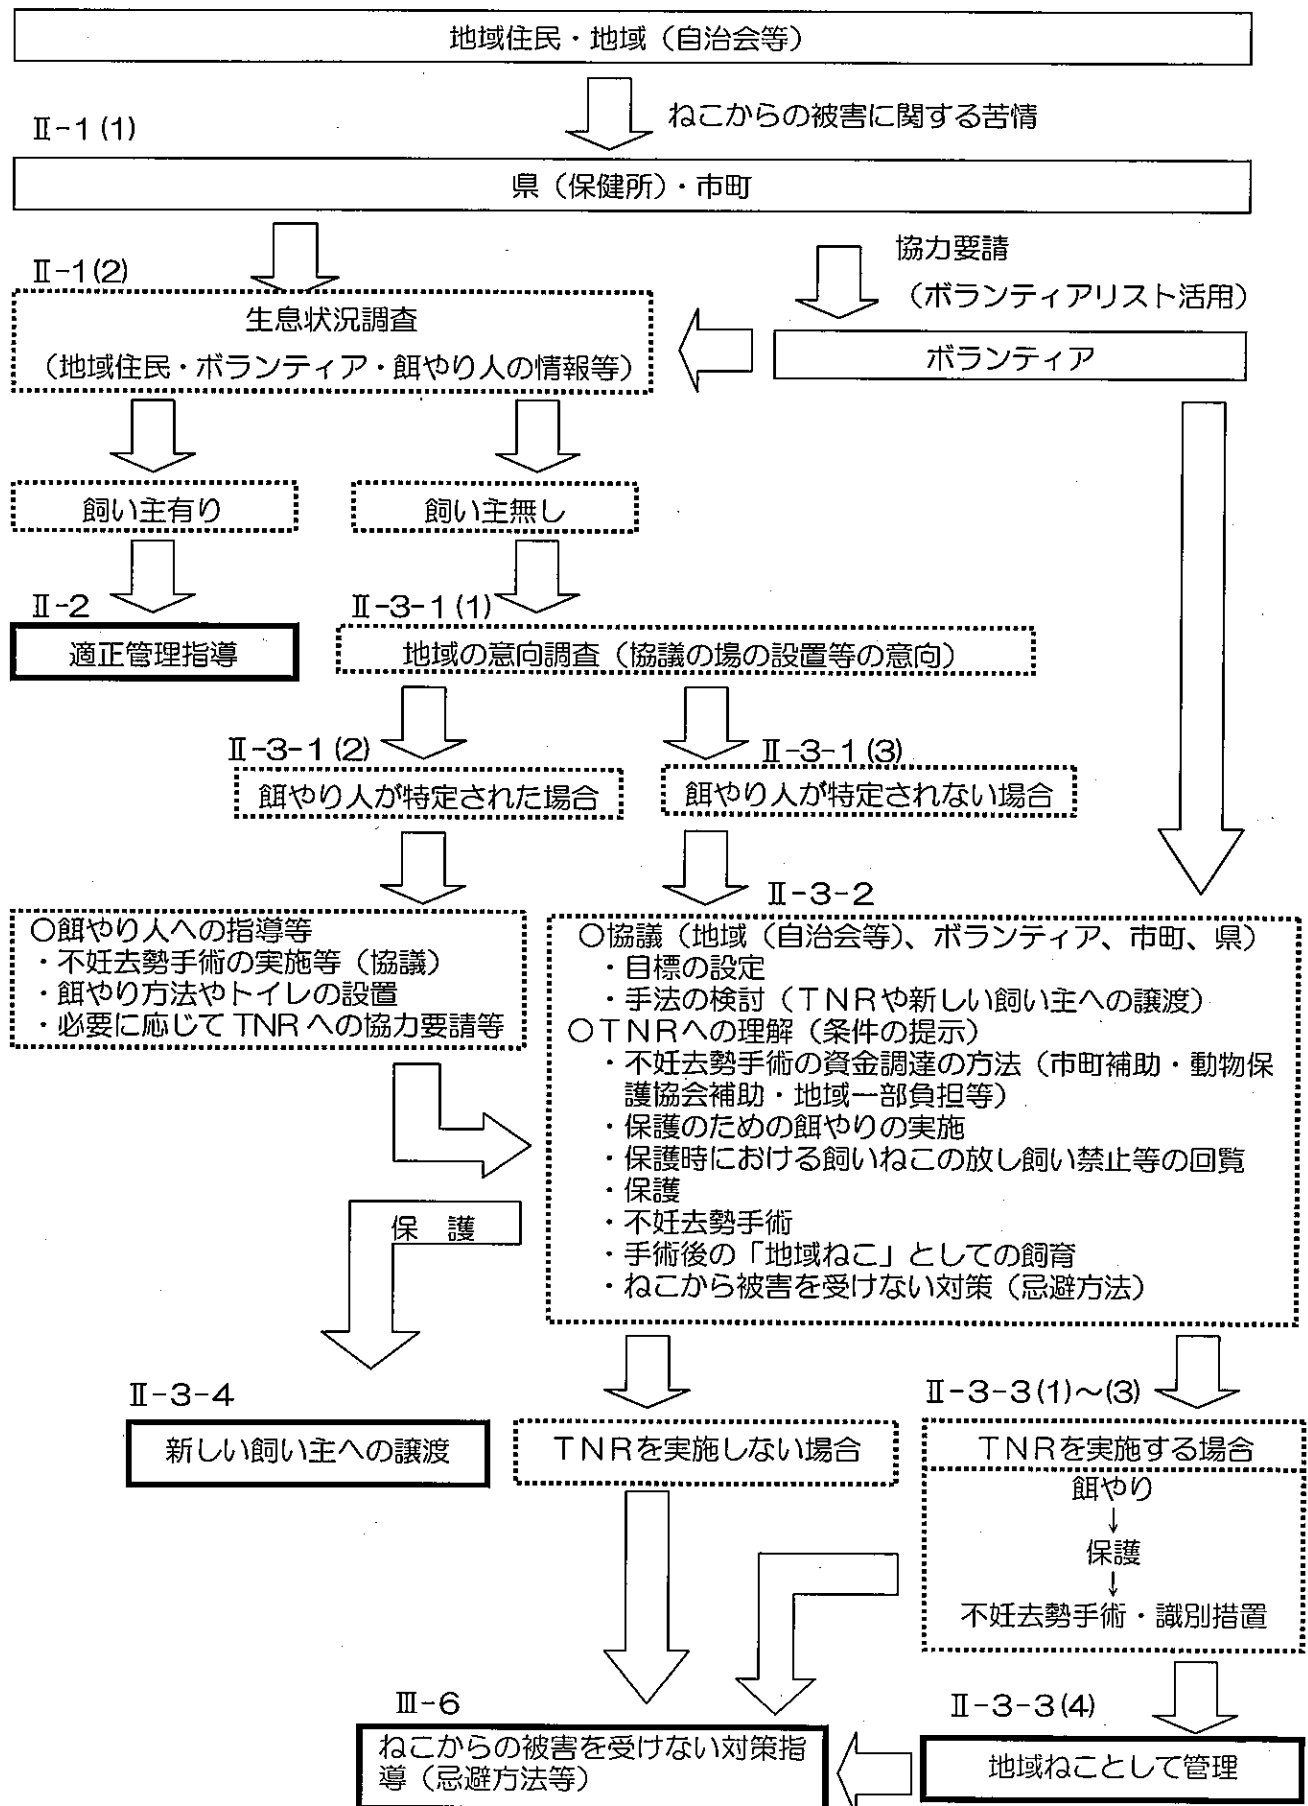 地域住民・地域（自治会等）
ねこからの被害に関する苦情
Ⅱ-1(1)
県（保健所）・市町
協力要請
（ボランティアリスト活用）
Ⅱ-1(2)
生息状況調査
（地域住民・ボランティア・餌やり人の情報等）
ボランティア
飼い主有り
飼い主無し
Ⅱ-2
適正管理指導
Ⅱ-3-1(1)
地域の意向調査（協議の場の設置等の意向）
Ⅱ-3-1(2)
餌やり人が特定された場合
Ⅱ-3-1(3)
餌やり人が特定されない場合
○餌やり人への指導等
・不妊去勢手術の実施等（協議）
・餌やり方法やトイレの設置
・必要に応じてTNRへの協力要請等
Ⅱ-3-2
○協議（地域（自治会等）、ボランティア、市町、県）
・目標の設定
・手法の検討（ＴＮＲや新しい飼い主への譲渡）
○ＴＮＲへの理解（条件の提示）
・不妊去勢手術の資金調達の方法（市町補助・動物保
護協会補助・地域一部負担等）
・保護のための餌やりの実施
・保護時における飼いねこの放し飼い禁止等の回覧
・保護
・不妊去勢手術
・手術後の「地域ねこ」としての飼育
・ねこから被害を受けない対策（忌避方法）
保　護
Ⅱ-3-4
新しい飼い主への譲渡
ＴＮＲを実施しない場合
Ⅱ-3-3(1)～(3)
ＴＮＲを実施する場合
餌やり
↓
保護
↓
不妊去勢手術・識別措置
Ⅲ-6
ねこからの被害を受けない対策指
導（忌避方法等）
Ⅱ-3-3(4)
地域ねことして管理